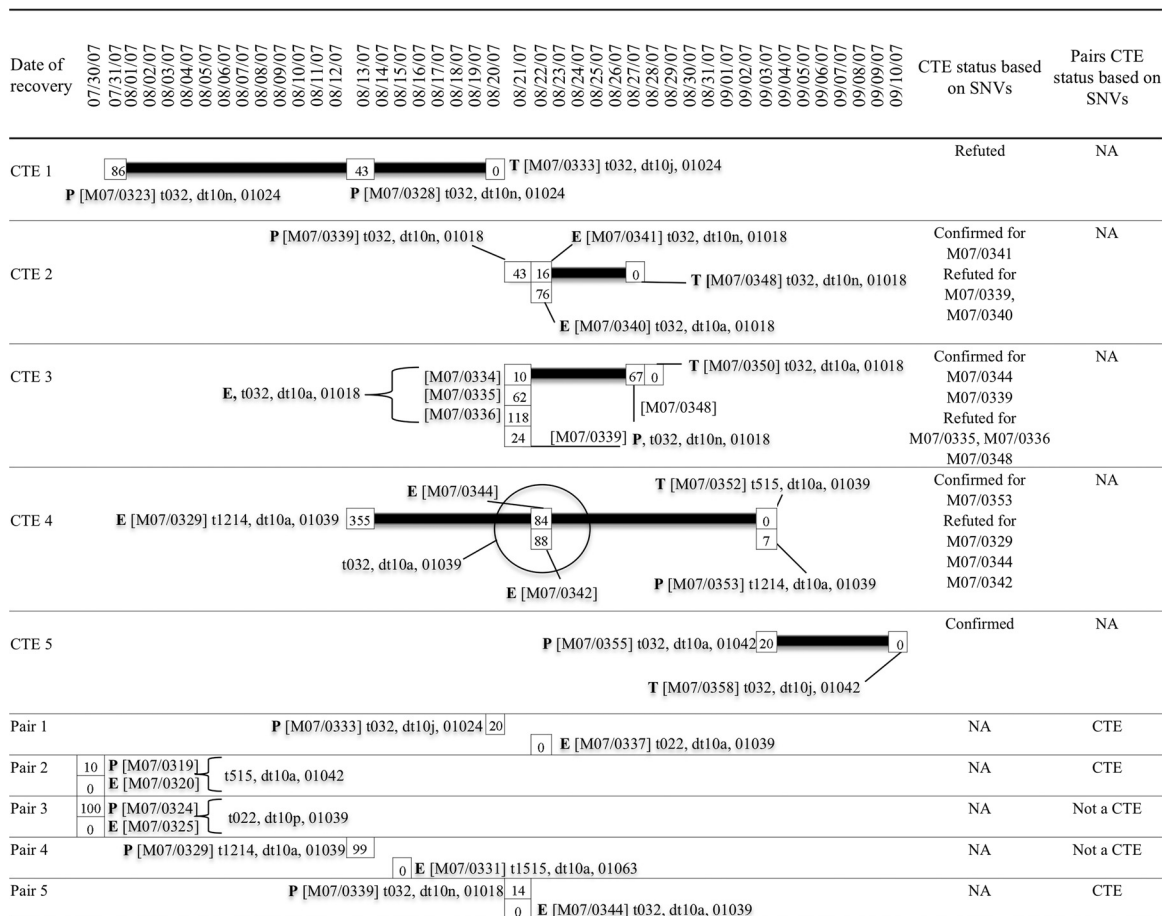 Date of recovery
07/30/07
07/31/07
08/01/07
08/02/07
08/03/07
08/04/07
08/05/07
08/06/07
08/07/07
08/08/07
08/09/07
08/10/07
08/11/07
08/12/07
08/13/07
08/14/07
08/15/07
08/16/07
08/17/07
08/18/07
08/19/07
08/20/07
08/21/07
08/22/07
08/23/07
08/24/07
08/25/07
08/26/07
08/27/07
08/28/07
08/29/07
08/30/07
08/31/07
09/01/07
09/02/07
09/03/07
09/04/07
09/05/07
09/06/07
09/07/07
09/08/07
09/09/07
09/10/07
CTE status based
on SNVs
Pairs CTE
status based on
SNVs
CTE 1
86
43
0
T [M07/0333] t032, dt10j, 01024
P [M07/0323] t032, dt10n, 01024
P [M07/0328] t032, dt10n, 01024
Refuted
NA
CTE 2
P [M07/0339] t032, dt10n, 01018
E [M07/0341] t032, dt10n, 01018
43
16
0
76
T [M07/0348] t032, dt10n, 01018
E [M07/0340] t032, dt10a, 01018
Confirmed for
M07/0341
Refuted for
M07/0339,
M07/0340
NA
CTE 3
E, t032, dt10a, 01018
[M07/0334]
[M07/0335]
[M07/0336]
10
62
118
24
67
0
T [M07/0350] t032, dt10a, 01018
[M07/0348]
[M07/0339]
P, t032, dt10n, 01018
Confirmed for
M07/0344
M07/0339
Refuted for
M07/0335, M07/0336
M07/0348
NA
CTE 4
E [M07/0344]
T [M07/0352] t515, dt10a, 01039
E [M07/0329] t1214, dt10a, 01039
355
84
88
0
7
t032, dt10a, 01039
E [M07/0342]
P [M07/0353] t1214, dt10a, 01039
Confirmed for
M07/0353
Refuted for
M07/0329
M07/0344
M07/0342
NA
CTE 5
P [M07/0355] t032, dt10a, 01042
20
0
T [M07/0358] t032, dt10j, 01042
Confirmed
NA
Pair 1
P [M07/0333] t032, dt10j, 01024
20
0
E [M07/0337] t022, dt10a, 01039
NA
CTE
Pair 2
10
P [M07/0319]
0
E [M07/0320]
t515, dt10a, 01042
NA
CTE
Pair 3
100
P [M07/0324]
0
E [M07/0325]
t022, dt10p, 01039
NA
Not a CTE
Pair 4
P [M07/0329] t1214, dt10a, 01039
99
0
E [M07/0331] t1515, dt10a, 01063
NA
Not a CTE
Pair 5
P [M07/0339] t032, dt10n, 01018
14
0
E [M07/0344] t032, dt10a, 01039
NA
CTE